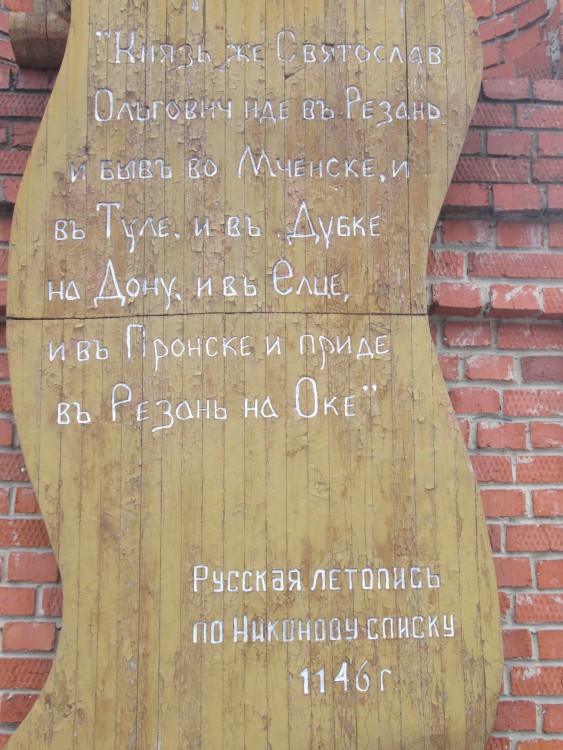 "Князь же Святослав
Ольгович иде въ Резань
и бывъ во Мченске, и
въ Туле, и въ Дубке
на Дону, и въ Елце,
и въ Пронске и приде
въ Резань на Оке"
Русская летопись
по Никонову списку
1146 г.